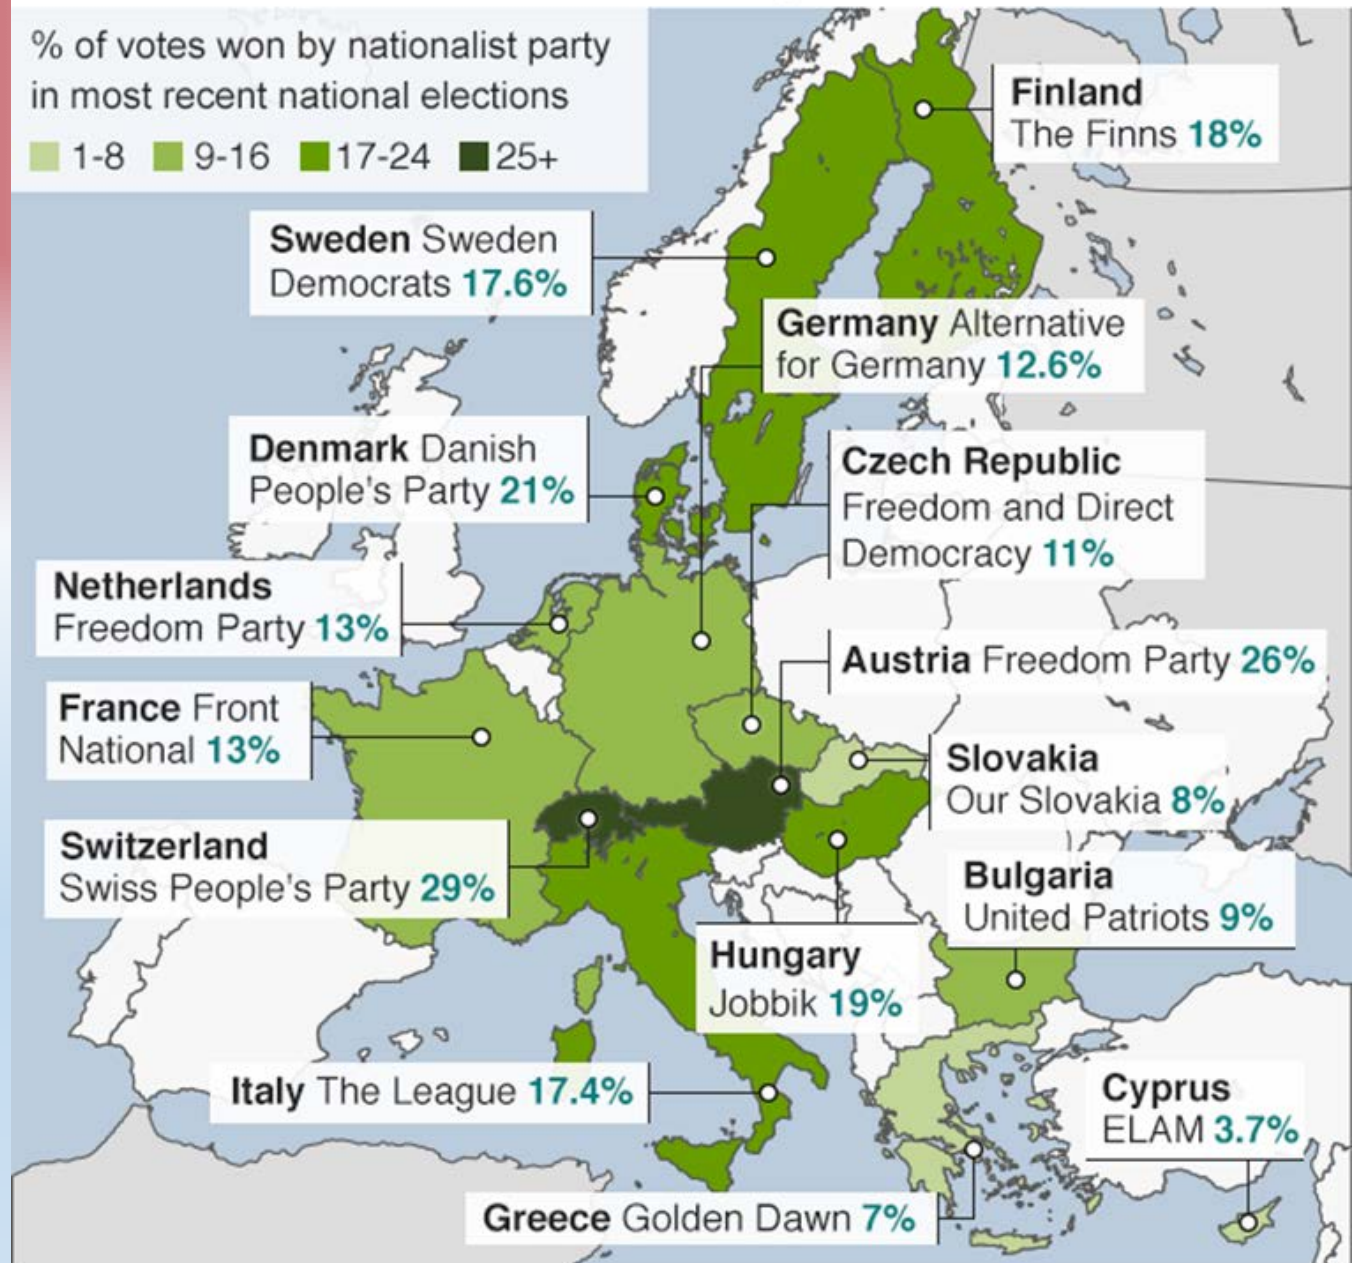 % of votes won by nationalist party
in most recent national elections
1-8 9-16 17-24 25+
Finland
The Finns 18%
Sweden Sweden
Democrats 17.6%
Germany Alternative
for Germany 12.6%
Denmark Danish
People's Party 21%
Czech Republic
Freedom and Direct
Democracy 11%
Netherlands
Freedom Party 13%
Austria Freedom Party 26%
France Front
National 13%
Slovakia
Our Slovakia 8%
Switzerland
Swiss People's Party 29%
Bulgaria
United Patriots 9%
Hungary
Jobbik 19%
Italy The League 17.4%
Cyprus
ELAM 3.7%
Greece Golden Dawn 7%